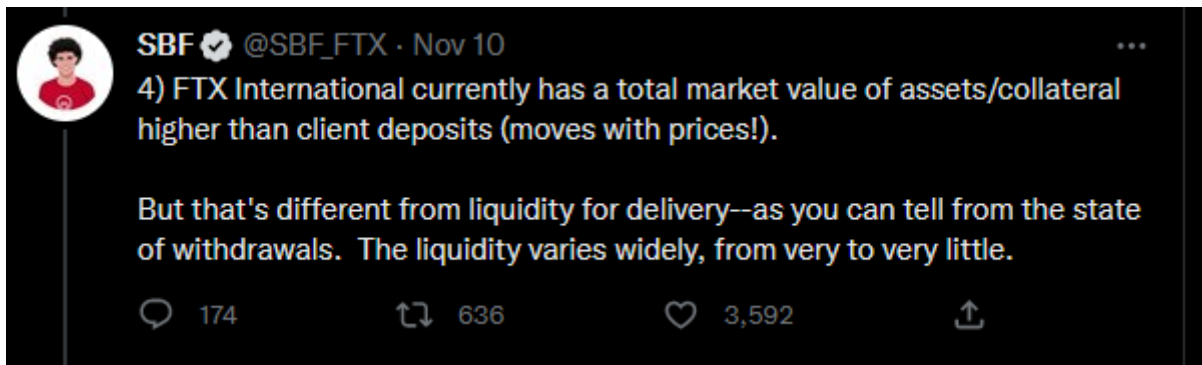 SBF @SBF_FTX · Nov 10
4) FTX International currently has a total market value of assets/collateral
higher than client deposits (moves with prices!).
But that's different from liquidity for delivery--as you can tell from the state
of withdrawals.  The liquidity varies widely, from very to very little.
174 636 3,592